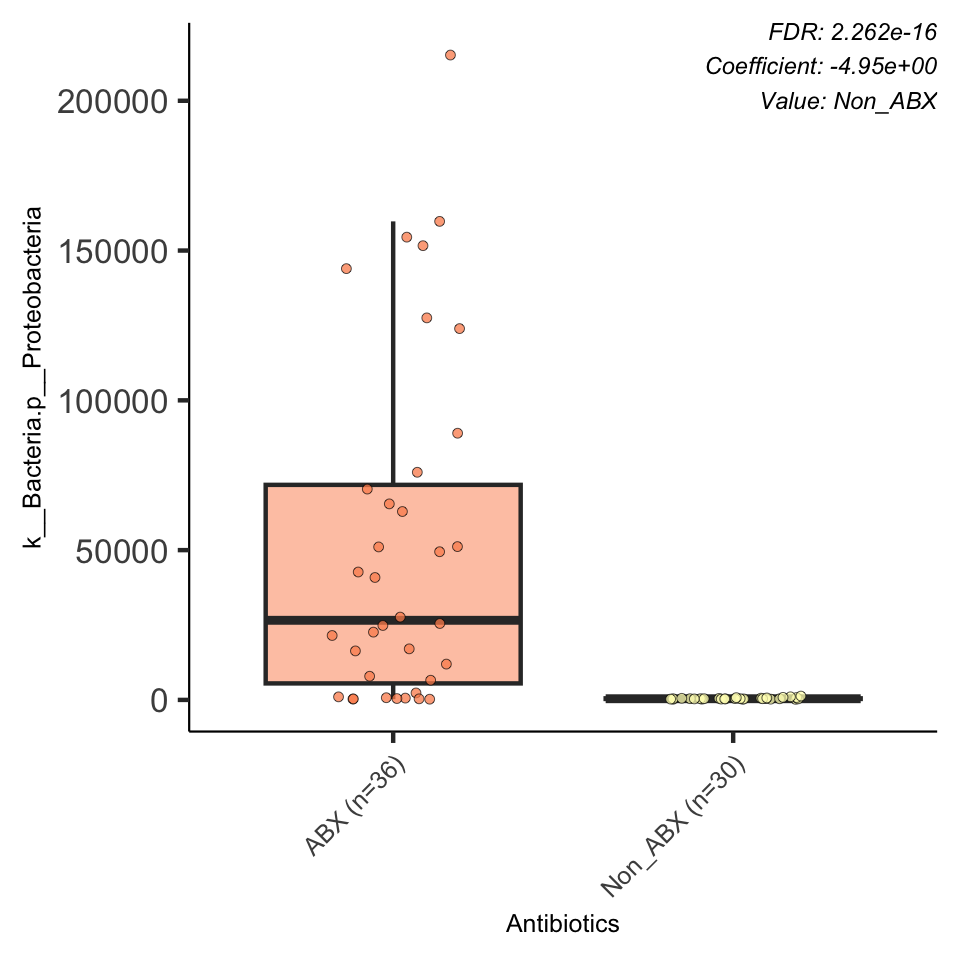 FDR: 2.262e-16
Coefficient: -4.95e+00
Value: Non_ABX
200000
150000
100000
50000
0
k__Bacteria.p__Proteobacteria
ABX (n=36)
Non_ABX (n=30)
Antibiotics